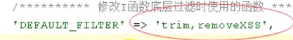 /********** 修改I函数底层过滤时使用的函数 ***
'DEFAULT_FILTER' => 'trim,removeXSS',